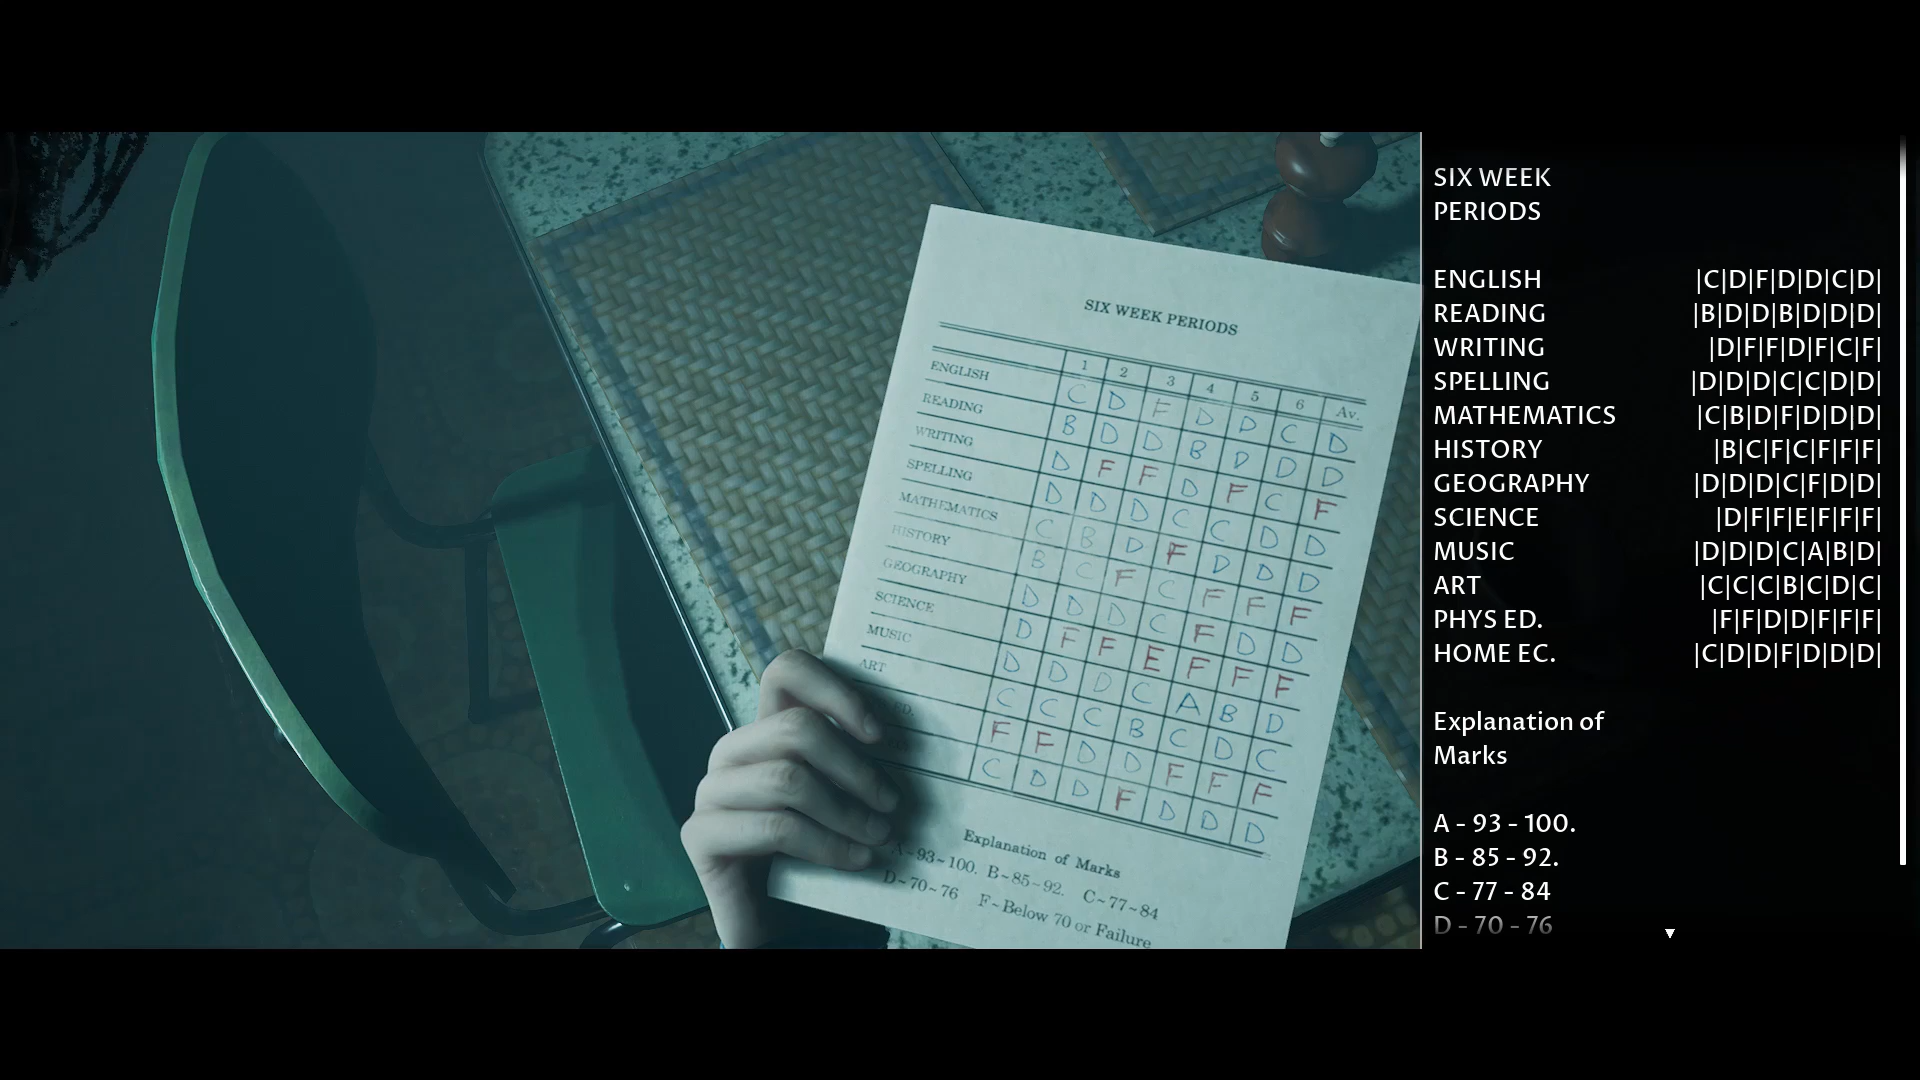 SIX WEEK PERIODS
1 2 3 4 5 6 Av.
ENGLISH C D F D D C D
READING B D D B D D D
WRITING D F F D F C F
SPELLING D D D C C D D
MATHEMATICS C B D F D D D
HISTORY B C F C F F F
GEOGRAPHY D D D C F D D
SCIENCE D F F E F F F
MUSIC D D D C A B D
ART C C C B C D C
ED. F F D D F F F
C D D F D D D
Explanation of Marks
A~93~100. B~85~92. C~77~84
D~70~76 F~Below 70 or Failure
SIX WEEK
PERIODS
ENGLISH |C|D|F|D|D|C|D|
READING |B|D|D|B|D|D|D|
WRITING |D|F|F|D|F|C|F|
SPELLING |D|D|D|C|C|D|D|
MATHEMATICS |C|B|D|F|D|D|D|
HISTORY |B|C|F|C|F|F|F|
GEOGRAPHY |D|D|D|C|F|D|D|
SCIENCE |D|F|F|E|F|F|F|
MUSIC |D|D|D|C|A|B|D|
ART |C|C|C|B|C|D|C|
PHYS ED. |F|F|D|D|F|F|F|
HOME EC. |C|D|D|F|D|D|D|
Explanation of
Marks
A - 93 - 100.
B - 85 - 92.
C - 77 - 84
D - 70 - 76